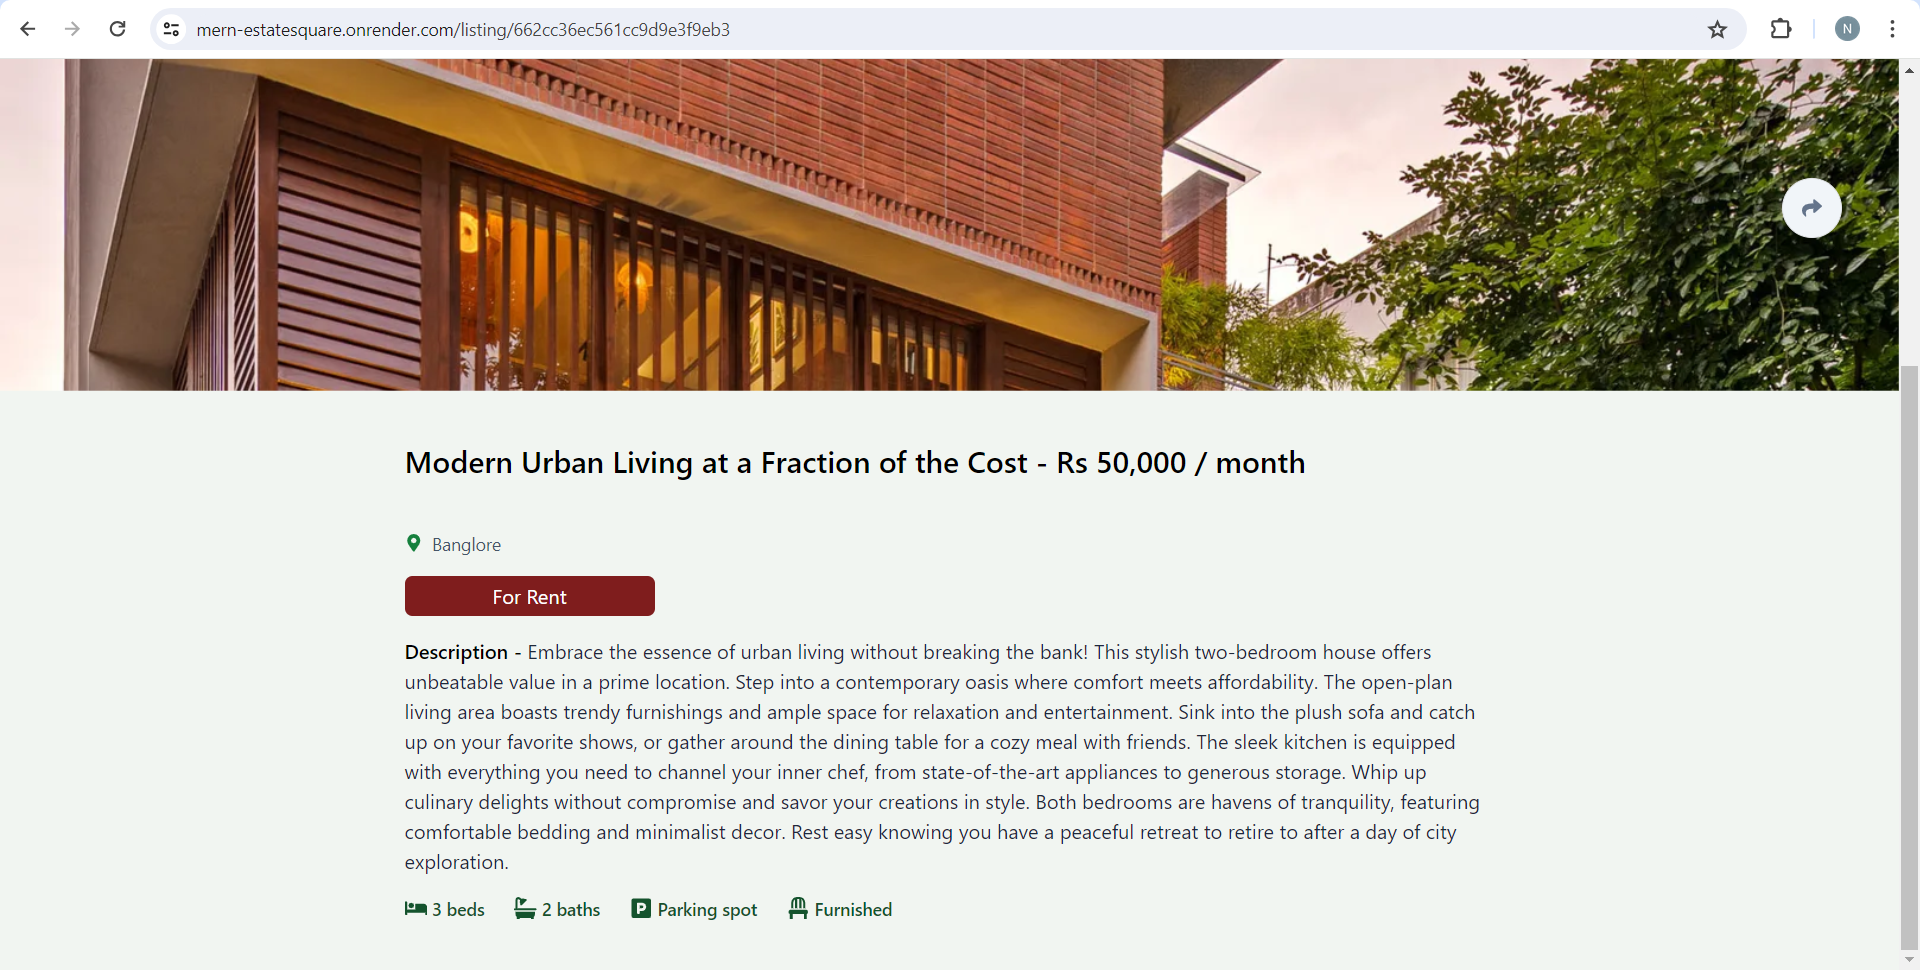 mern-estatesquare.onrender.com/listing/662cc36ec561cc9d9e3f9eb3
N
Modern Urban Living at a Fraction of the Cost - Rs 50,000 / month
Banglore
For Rent
Description - Embrace the essence of urban living without breaking the bank! This stylish two-bedroom house offers
unbeatable value in a prime location. Step into a contemporary oasis where comfort meets affordability. The open-plan
living area boasts trendy furnishings and ample space for relaxation and entertainment. Sink into the plush sofa and catch
up on your favorite shows, or gather around the dining table for a cozy meal with friends. The sleek kitchen is equipped
with everything you need to channel your inner chef, from state-of-the-art appliances to generous storage. Whip up
culinary delights without compromise and savor your creations in style. Both bedrooms are havens of tranquility, featuring
comfortable bedding and minimalist decor. Rest easy knowing you have a peaceful retreat to retire to after a day of city
exploration.
3 beds 2 baths P Parking spot Furnished